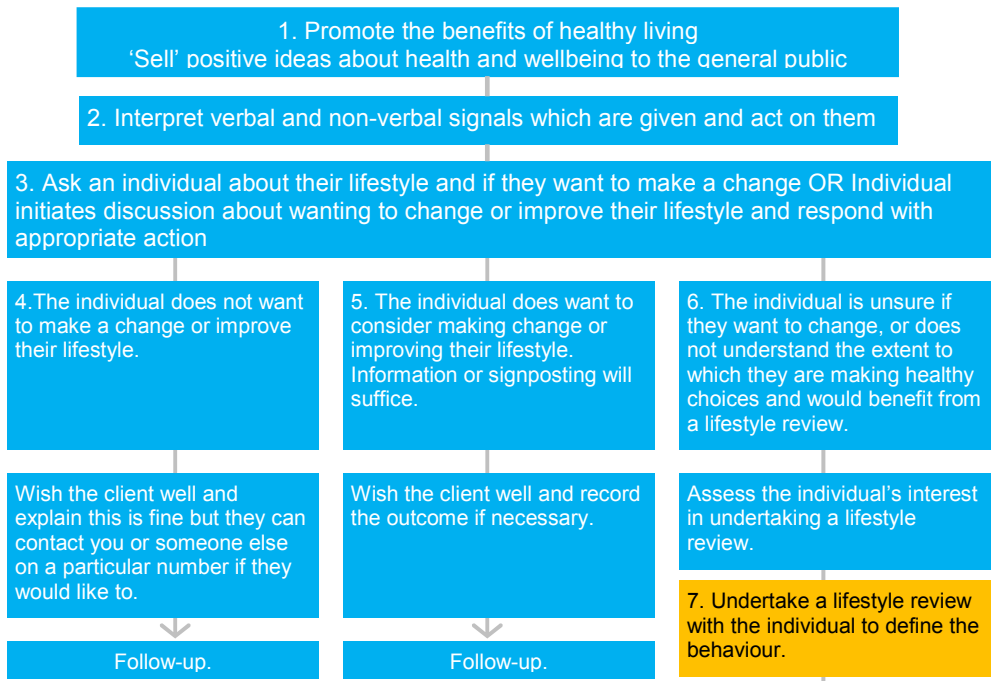 1. Promote the benefits of healthy living
‘Sell’ positive ideas about health and wellbeing to the general public
2. Interpret verbal and non-verbal signals which are given and act on them
3. Ask an individual about their lifestyle and if they want to make a change OR Individual
initiates discussion about wanting to change or improve their lifestyle and respond with
appropriate action
4.The individual does not want
to make a change or improve
their lifestyle.
5. The individual does want to
consider making change or
improving their lifestyle.
Information or signposting will
suffice.
6. The individual is unsure if
they want to change, or does
not understand the extent to
which they are making healthy
choices and would benefit from
a lifestyle review.
Wish the client well and
explain this is fine but they can
contact you or someone else
on a particular number if they
would like to.
Wish the client well and record
the outcome if necessary.
Assess the individual’s interest
in undertaking a lifestyle
review.
7. Undertake a lifestyle review
with the individual to define the
behaviour.
Follow-up.
Follow-up.